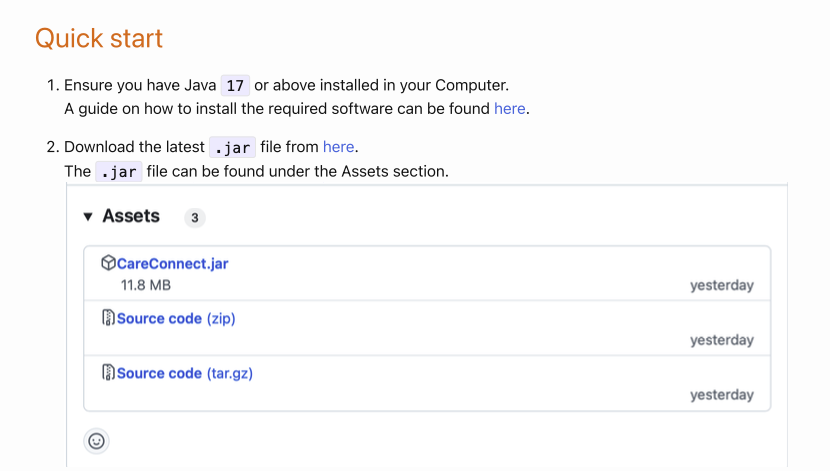 Quick start
1. Ensure you have Java 17 or above installed in your Computer.
A guide on how to install the required software can be found here.
2. Download the latest .jar file from here.
The .jar file can be found under the Assets section.
▼ Assets 3
CareConnect.jar
11.8 MB
yesterday
Source code (zip)
yesterday
Source code (tar.gz)
yesterday